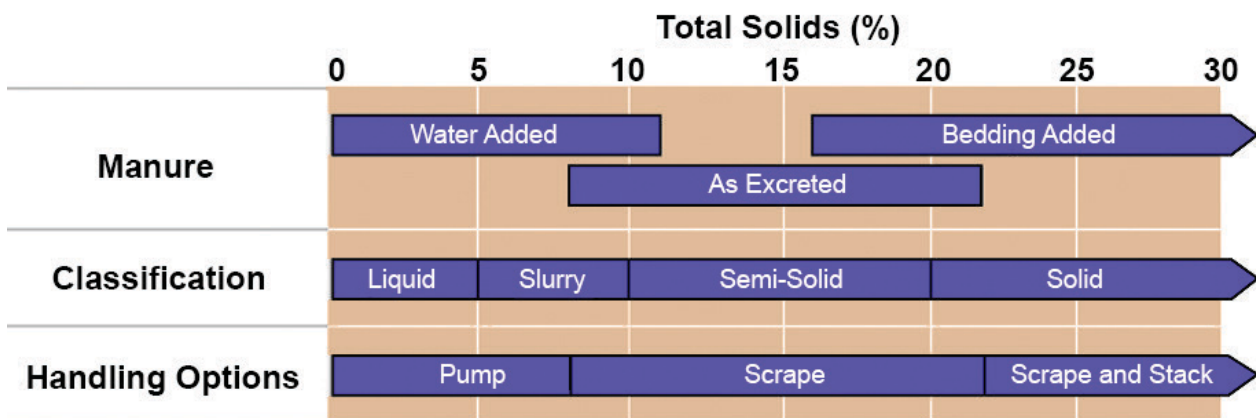 Total Solids (%)
0 5 10 15 20 25 30
Manure
Water Added
Bedding Added
As Excreted
Classification
Liquid
Slurry
Semi-Solid
Solid
Handling Options
Pump
Scrape
Scrape and Stack